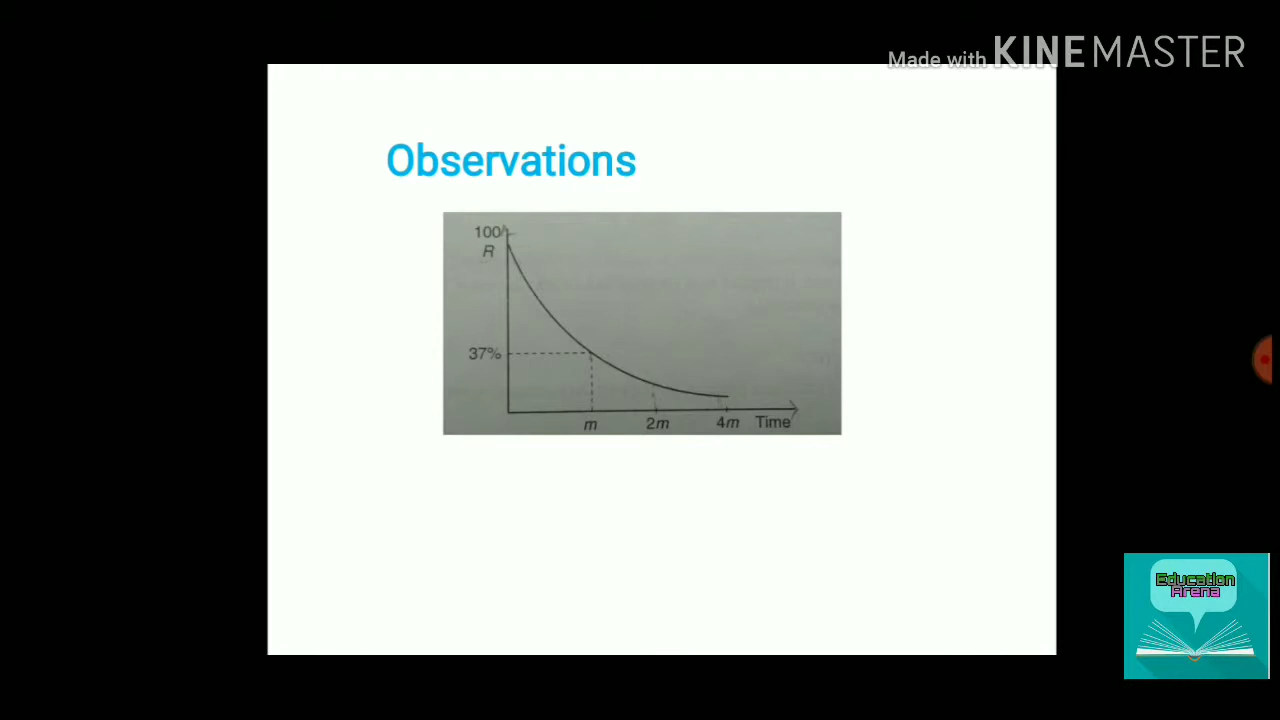 Made with KINEMASTER
Observations
100
R
37%
m 2m 4m Time
Education
Arena